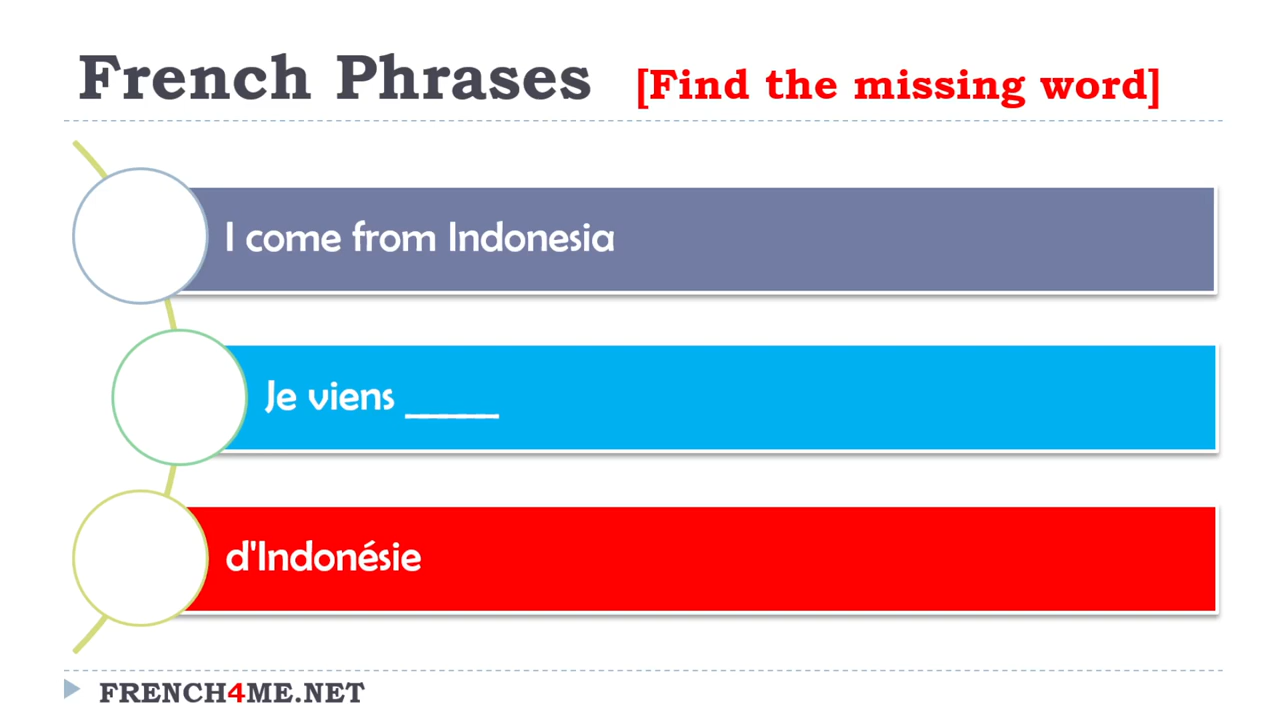 French Phrases [Find the missing word]
I come from Indonesia
Je viens _____
d'Indonésie
FRENCH4ME.NET